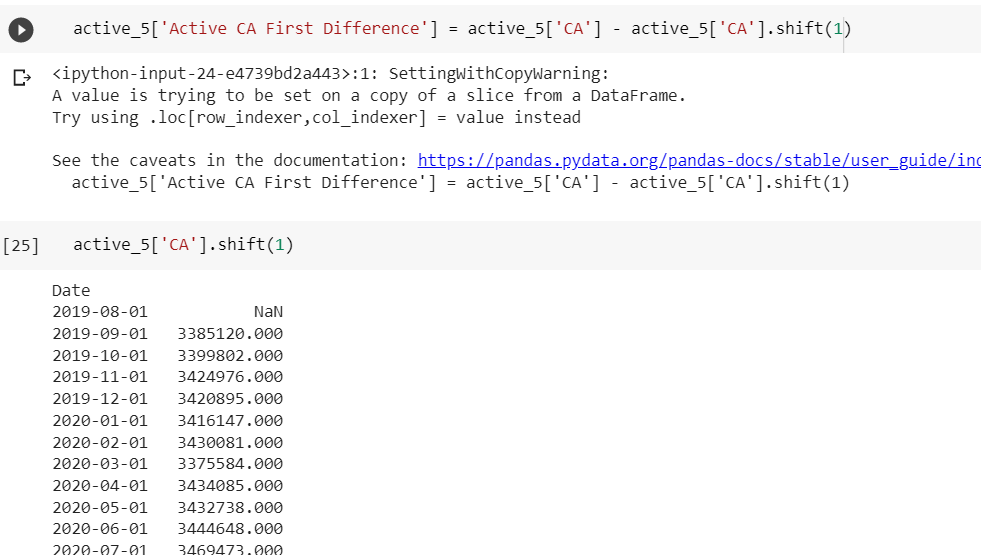 active_5['Active CA First Difference'] = active_5['CA'] - active_5['CA'].shift(1)
<ipython-input-24-e4739bd2a443>:1: SettingWithCopyWarning:
A value is trying to be set on a copy of a slice from a DataFrame.
Try using .loc[row_indexer,col_indexer] = value instead
See the caveats in the documentation: https://pandas.pydata.org/pandas-docs/stable/user_guide/
active_5['Active CA First Difference'] = active_5['CA'] - active_5['CA'].shift(1)
[25] active_5['CA'].shift(1)
Date
2019-08-01 NaN
2019-09-01 3385120.000
2019-10-01 3399802.000
2019-11-01 3424976.000
2019-12-01 3420895.000
2020-01-01 3416147.000
2020-02-01 3430081.000
2020-03-01 3375584.000
2020-04-01 3434085.000
2020-05-01 3432738.000
2020-06-01 3444648.000
2020-07-01 3469473.000